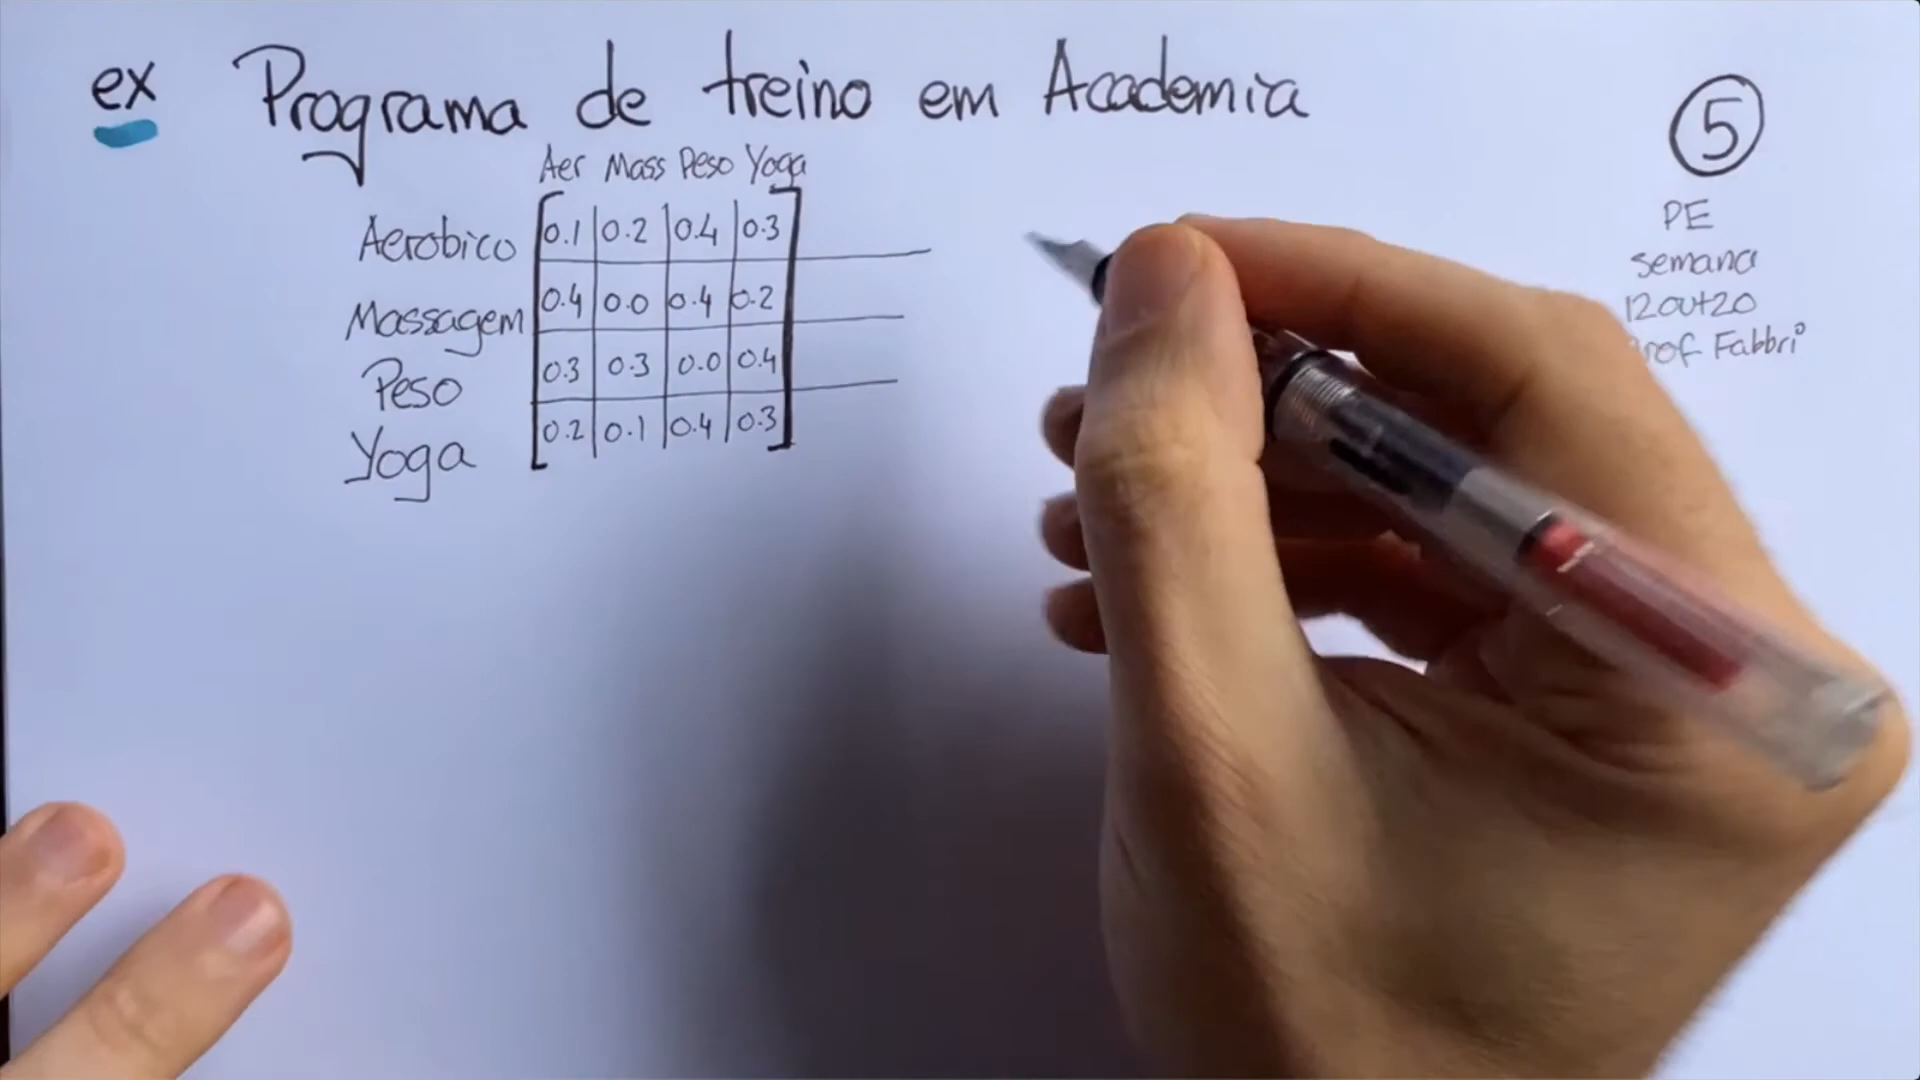 ex Programa de treino em Academia
5
PE
semana
12out20
Prof Fabbri
Aer Mass Peso Yoga
Aeróbico 0.1 0.2 0.4 0.3
Massagem 0.4 0.0 0.4 0.2
Peso 0.3 0.3 0.0 0.4
Yoga 0.2 0.1 0.4 0.3